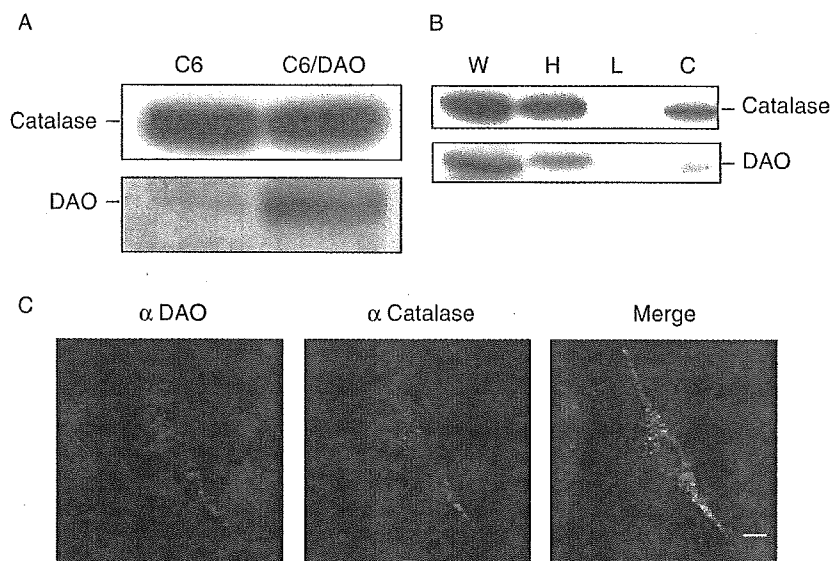 A
C6 C6/DAO
Catalase
DAO
B
W H L C
Catalase
DAO
C
α DAO α Catalase Merge